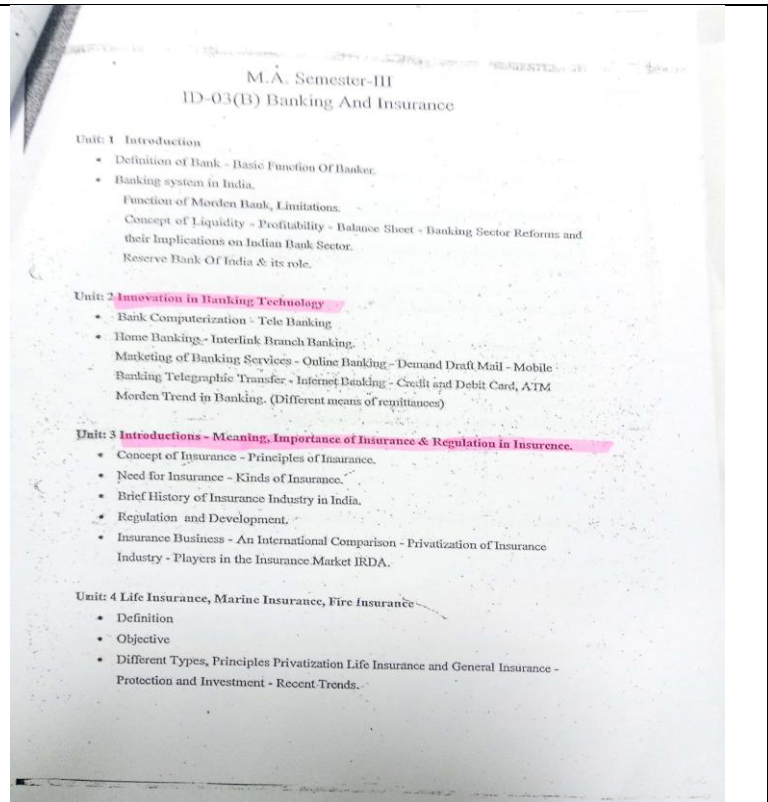 M.A. Semester-III
ID-03(B) Banking And Insurance
Unit: 1 Introduction
• Definition of Bank - Basic Function Of Banker.
• Banking system in India.
Function of Morden Bank, Limitations.
Concept of Liquidity - Profitability - Balance Sheet - Banking Sector Reforms and
their Implications on Indian Bank Sector.
Reserve Bank Of India & its role.
Unit: 2 Innovation in Banking Technology
• Bank Computerization - Tele Banking
• Home Banking - Interlink Branch Banking.
Marketing of Banking Services - Online Banking - Demand Draft Mail - Mobile
Banking Telegraphic Transfer - Internet Banking - Credit and Debit Card, ATM
Morden Trend in Banking. (Different means of remittances)
Unit: 3 Introductions - Meaning, Importance of Insurance & Regulation in Insurence.
• Concept of Insurance - Principles of Insurance.
• Need for Insurance - Kinds of Insurance.
• Brief History of Insurance Industry in India.
• Regulation and Development.
• Insurance Business - An International Comparison - Privatization of Insurance
Industry - Players in the Insurance Market IRDA.
Unit: 4 Life Insurance, Marine Insurance, Fire Insurance
• Definition
• Objective
• Different Types, Principles Privatization Life Insurance and General Insurance -
Protection and Investment - Recent Trends.